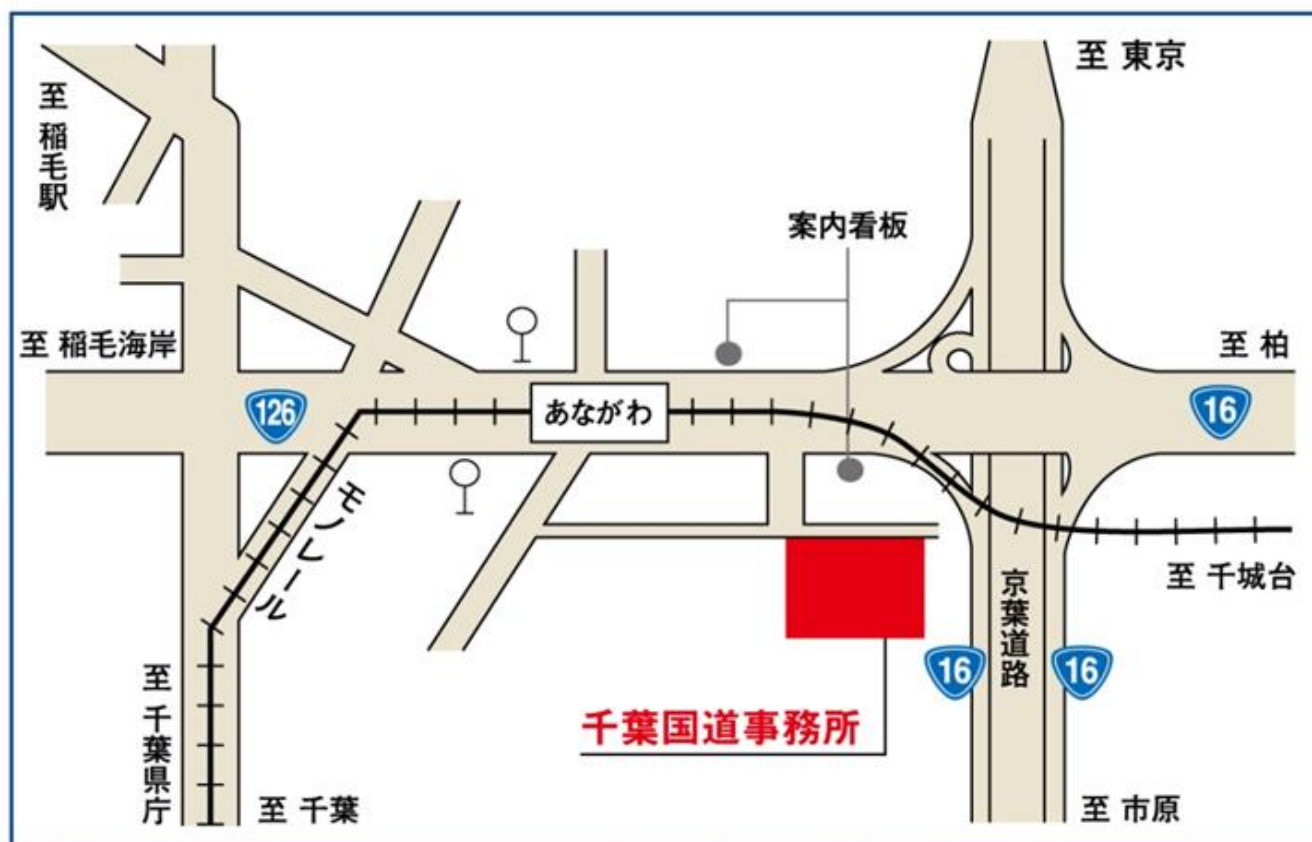 至 東京
至 稲毛駅
案内看板
至 稲毛海岸
至 柏
126
あながわ
16
モノレール
至 千城台
京葉道路
16
16
至 千葉県庁
千葉国道事務所
至 千葉
至 市原